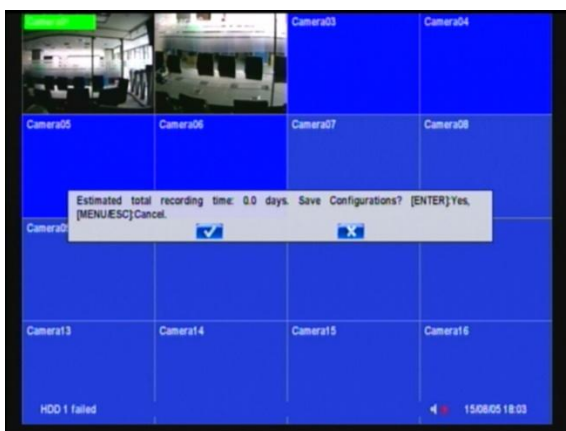 Camera01
Camera03
Camera04
Camera05
Camera06
Camera07
Camera08
Estimated total recording time: 0.0 days. Save Configurations? [ENTER]:Yes,
[MENU/ESC]:Cancel.
Camera13
Camera14
Camera15
Camera16
HDD 1 failed
15/08/05 18:03